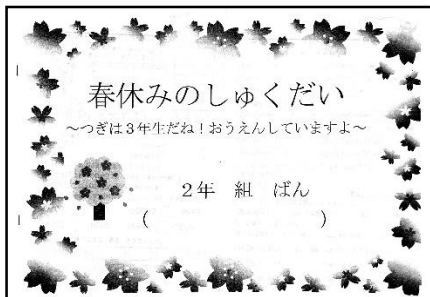 春休みのしゅくだい
～つぎは３年生だね！おうえんしていますよ～
２年　組　ばん
（　　　　　　　　　）